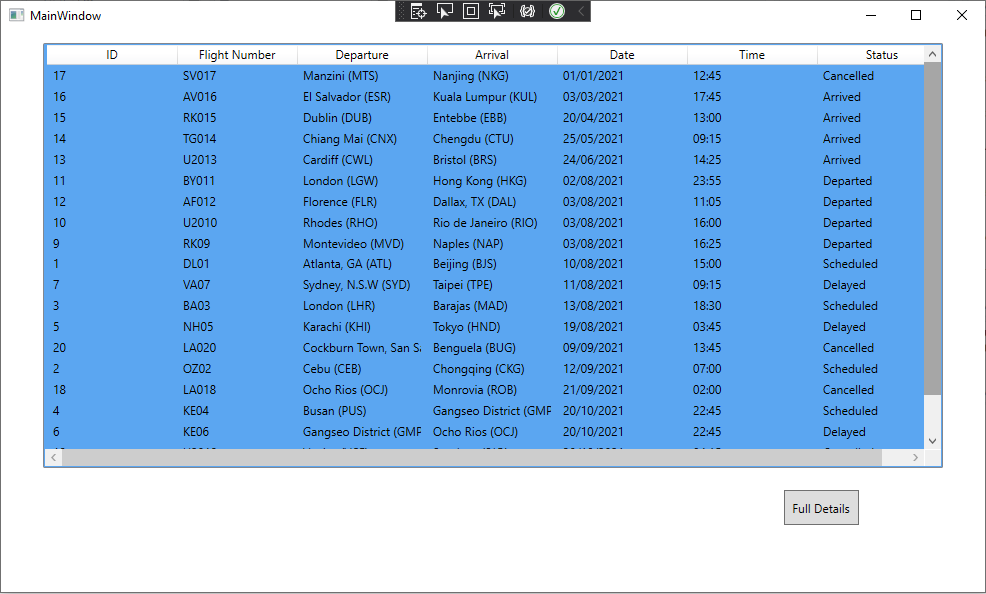 MainWindow
ID Flight Number Departure Arrival Date Time Status
17 SV017 Manzini (MTS) Nanjing (NKG) 01/01/2021 12:45 Cancelled
16 AV016 El Salvador (ESR) Kuala Lumpur (KUL) 03/03/2021 17:45 Arrived
15 RK015 Dublin (DUB) Entebbe (EBB) 20/04/2021 13:00 Arrived
14 TG014 Chiang Mai (CNX) Chengdu (CTU) 25/05/2021 09:15 Arrived
13 U2013 Cardiff (CWL) Bristol (BRS) 24/06/2021 14:25 Arrived
11 BY011 London (LGW) Hong Kong (HKG) 02/08/2021 23:55 Departed
12 AF012 Florence (FLR) Dallax, TX (DAL) 03/08/2021 11:05 Departed
10 U2010 Rhodes (RHO) Rio de Janeiro (RIO) 03/08/2021 16:00 Departed
9 RK09 Montevideo (MVD) Naples (NAP) 03/08/2021 16:25 Departed
1 DL01 Atlanta, GA (ATL) Beijing (BJS) 10/08/2021 15:00 Scheduled
7 VA07 Sydney, N.S.W (SYD) Taipei (TPE) 11/08/2021 09:15 Delayed
3 BA03 London (LHR) Barajas (MAD) 13/08/2021 18:30 Scheduled
5 NH05 Karachi (KHI) Tokyo (HND) 19/08/2021 03:45 Delayed
20 LA020 Cockburn Town, San Sa Benguela (BUG) 09/09/2021 13:45 Cancelled
2 OZ02 Cebu (CEB) Chongqing (CKG) 12/09/2021 07:00 Scheduled
18 LA018 Ocho Rios (OCJ) Monrovia (ROB) 21/09/2021 02:00 Cancelled
4 KE04 Busan (PUS) Gangseo District (GMP 20/10/2021 22:45 Scheduled
6 KE06 Gangseo District (GMP Ocho Rios (OCJ) 20/10/2021 22:45 Delayed
Full Details